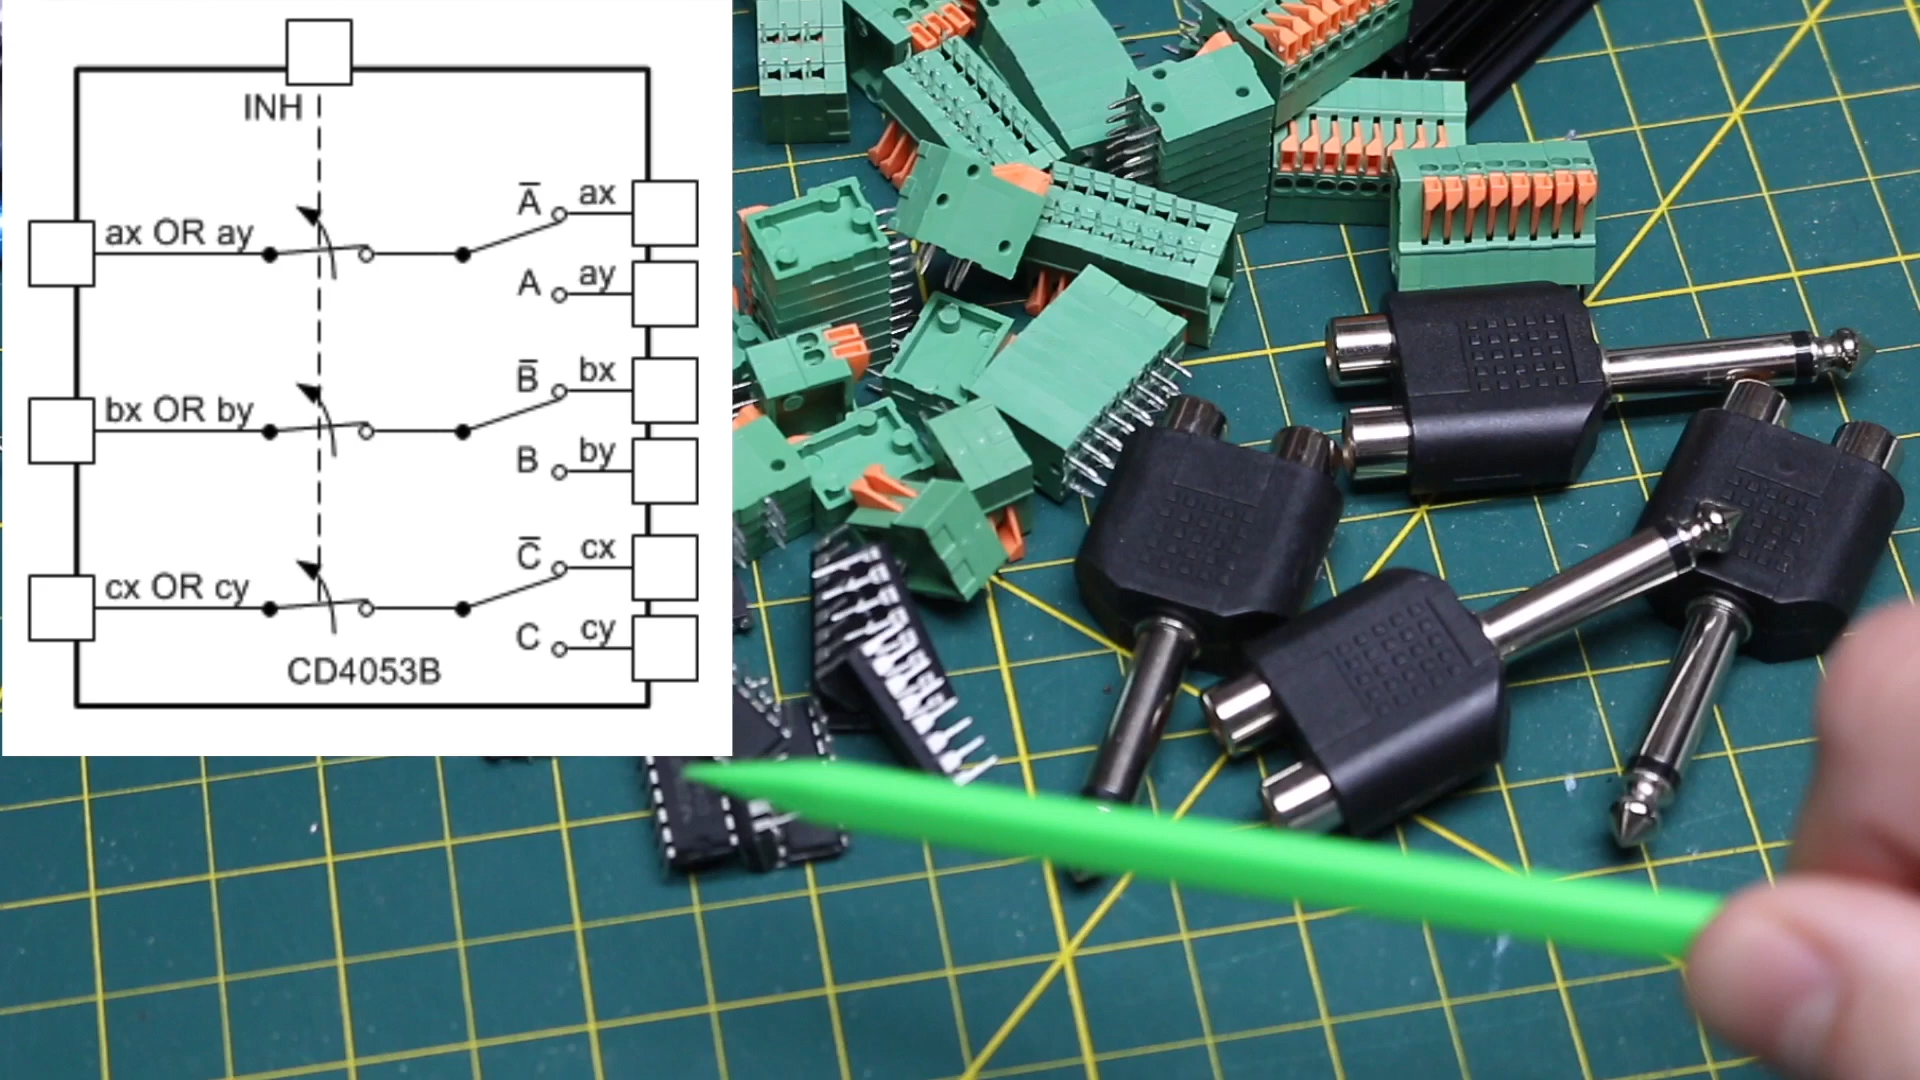 INH
A̅ ax
ax OR ay
A ay
B̅ bx
bx OR by
B by
C̅ cx
cx OR cy
C cy
CD4053B